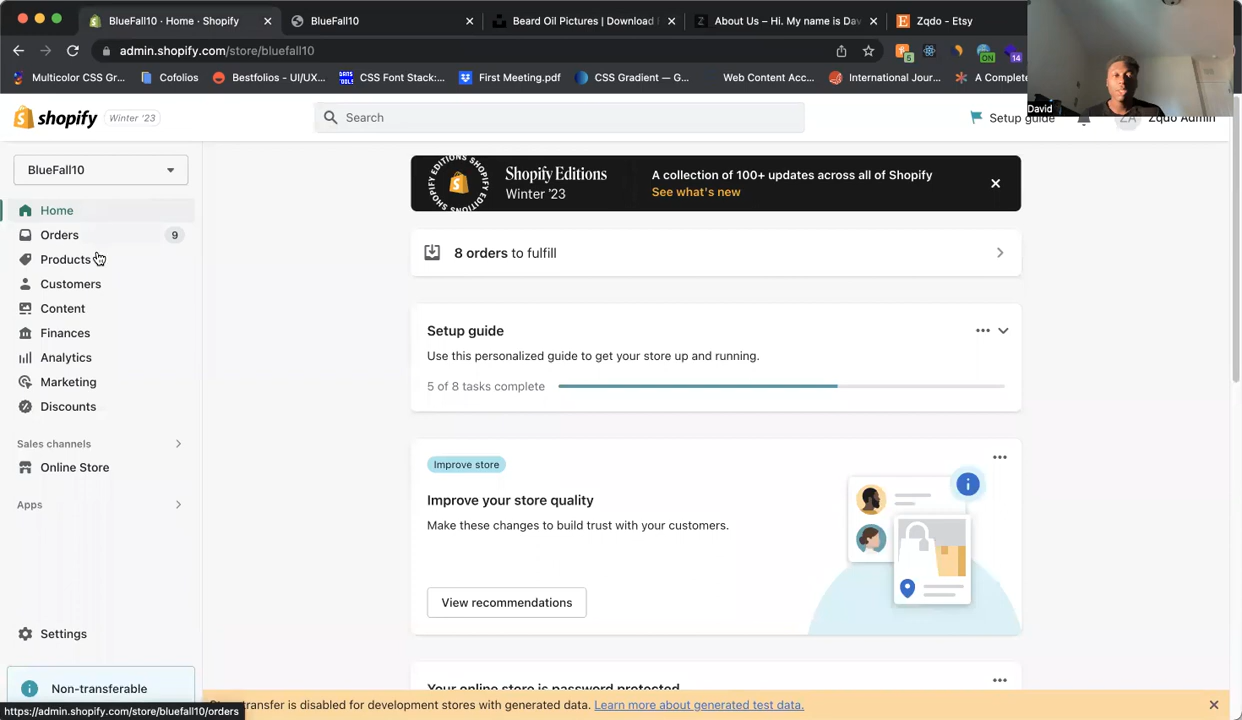 BlueFall10 · Home · Shopify
BlueFall10
Beard Oil Pictures | Download
About Us – Hi. My name is Dav
Zqdo - Etsy
admin.shopify.com/store/bluefall10
5
ON
14
Multicolor CSS Gr...
Cofolios
Bestfolios - UI/UX...
CSS Font Stack:...
First Meeting.pdf
CSS Gradient — G...
Web Content Acc...
International Jour...
A Complete
David
shopify
Winter '23
Search
Setup guide
ZA
Zqdo Admin
BlueFall10
Home
Orders
9
Products
Customers
Content
Finances
Analytics
Marketing
Discounts
Sales channels
Online Store
Apps
Settings
Non-transferable
https://admin.shopify.com/store/bluefall10/orders
SHOPIFY EDITIONS
Shopify Editions
Winter '23
A collection of 100+ updates across all of Shopify
See what's new
8 orders to fulfill
Setup guide
Use this personalized guide to get your store up and running.
5 of 8 tasks complete
Improve store
Improve your store quality
Make these changes to build trust with your customers.
View recommendations
Your online store is password protected
transfer is disabled for development stores with generated data. Learn more about generated test data.